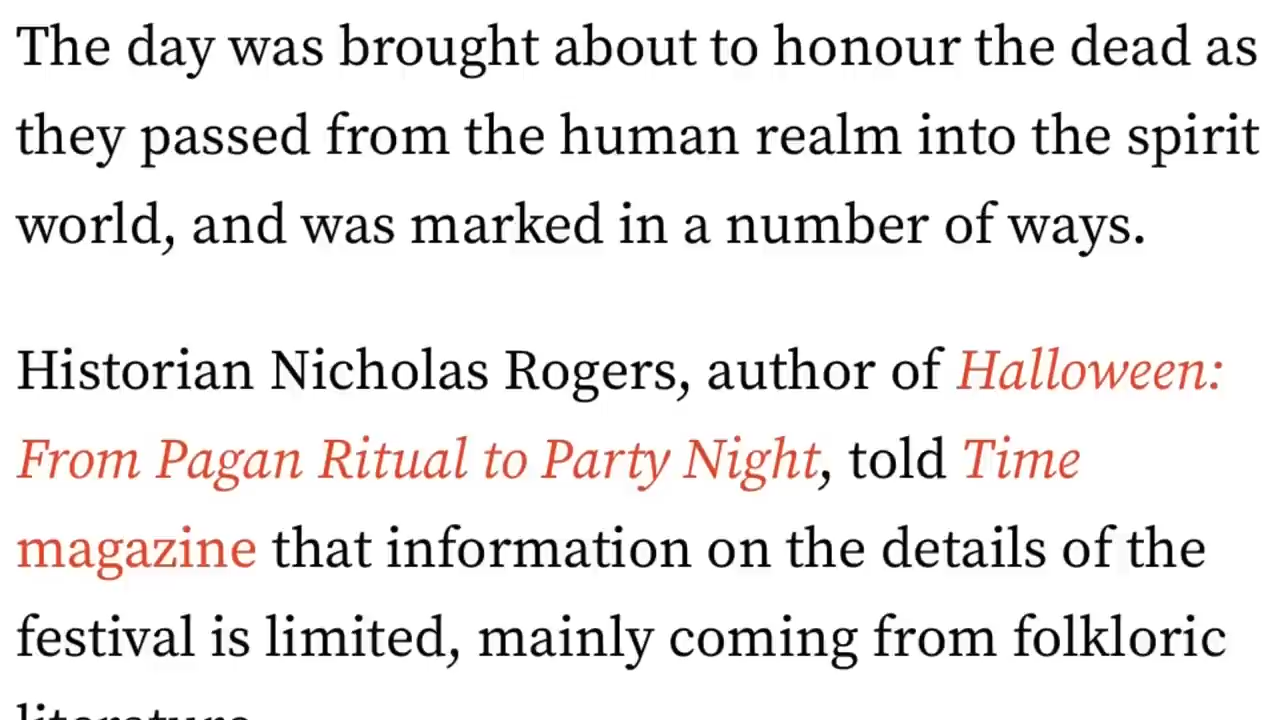 The day was brought about to honour the dead as
they passed from the human realm into the spirit
world, and was marked in a number of ways.
Historian Nicholas Rogers, author of Halloween:
From Pagan Ritual to Party Night, told Time
magazine that information on the details of the
festival is limited, mainly coming from folkloric
literature.